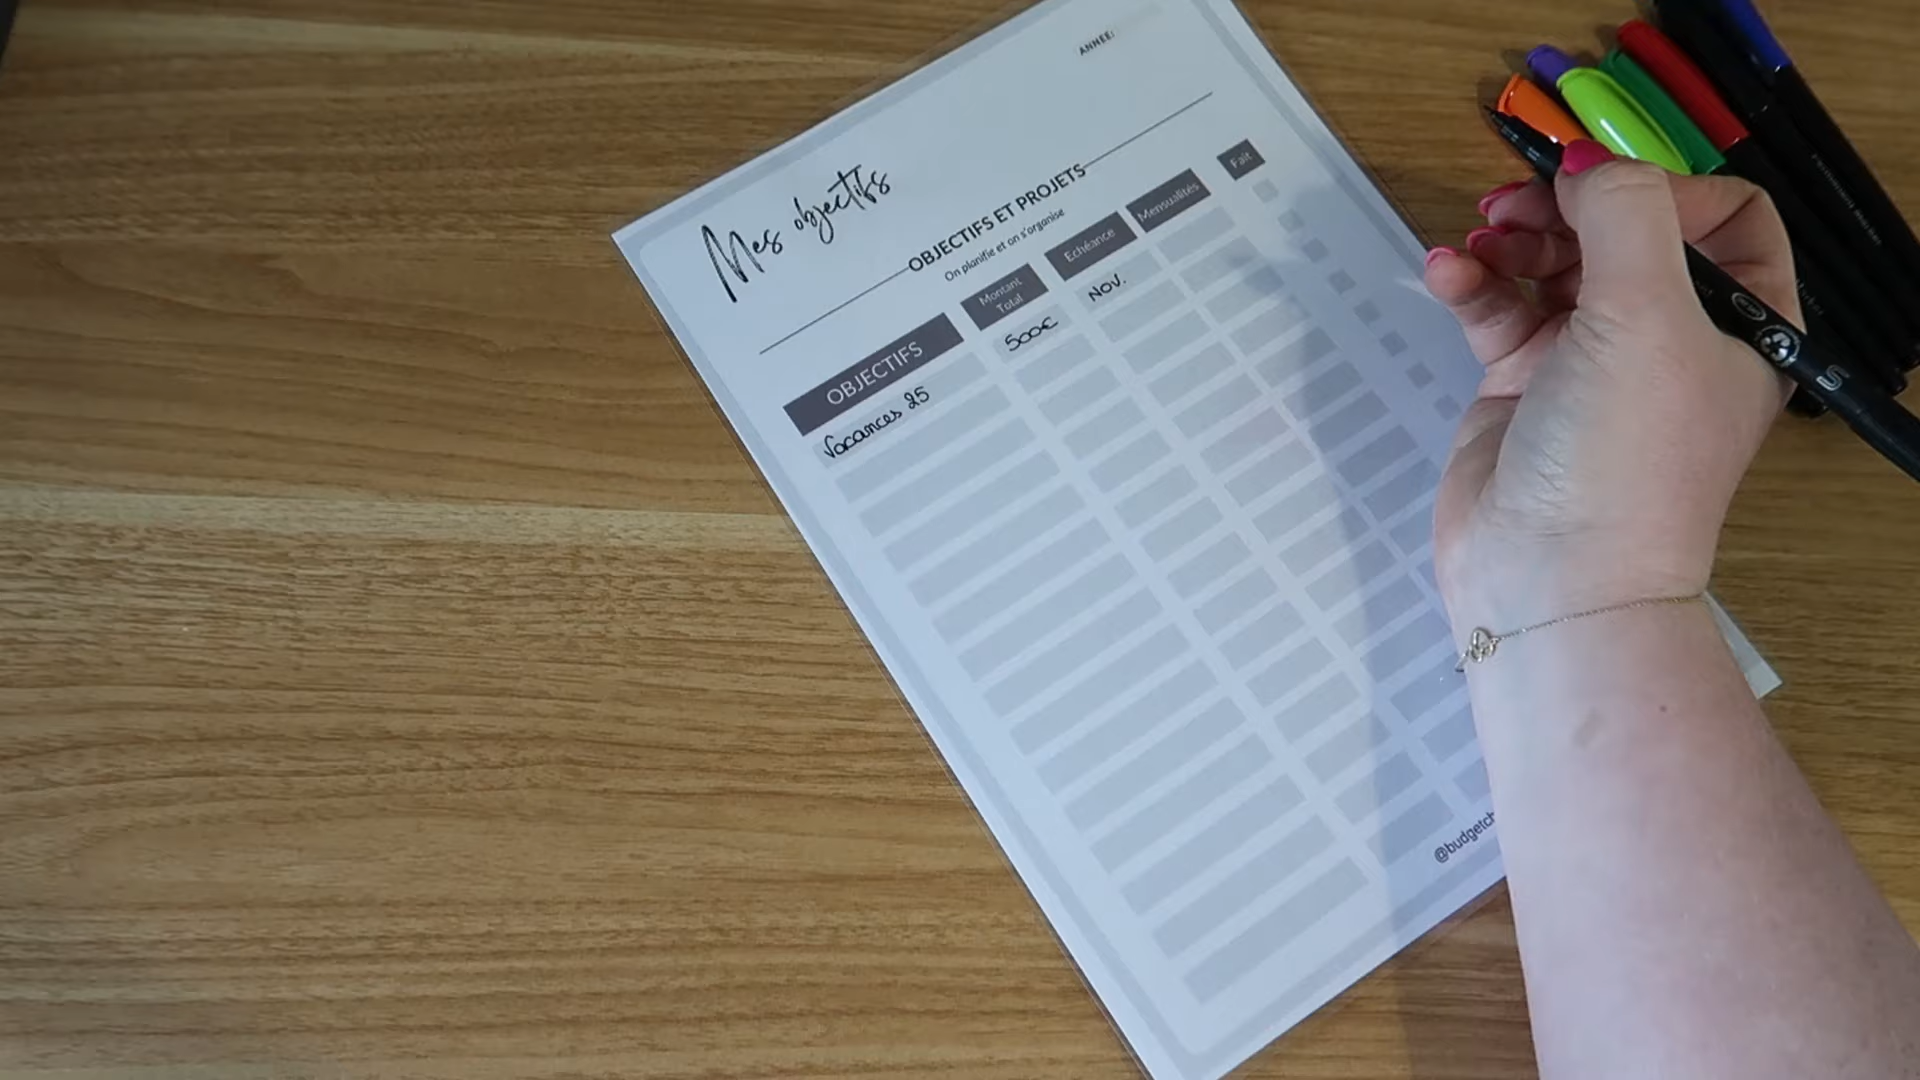 ANNEE:
Mes objectifs
OBJECTIFS ET PROJETS
On planifie et on s'organise
OBJECTIFS
Montant
Total
Echéance
Mensualités
Fait
Vacances 25
500€
NOV.